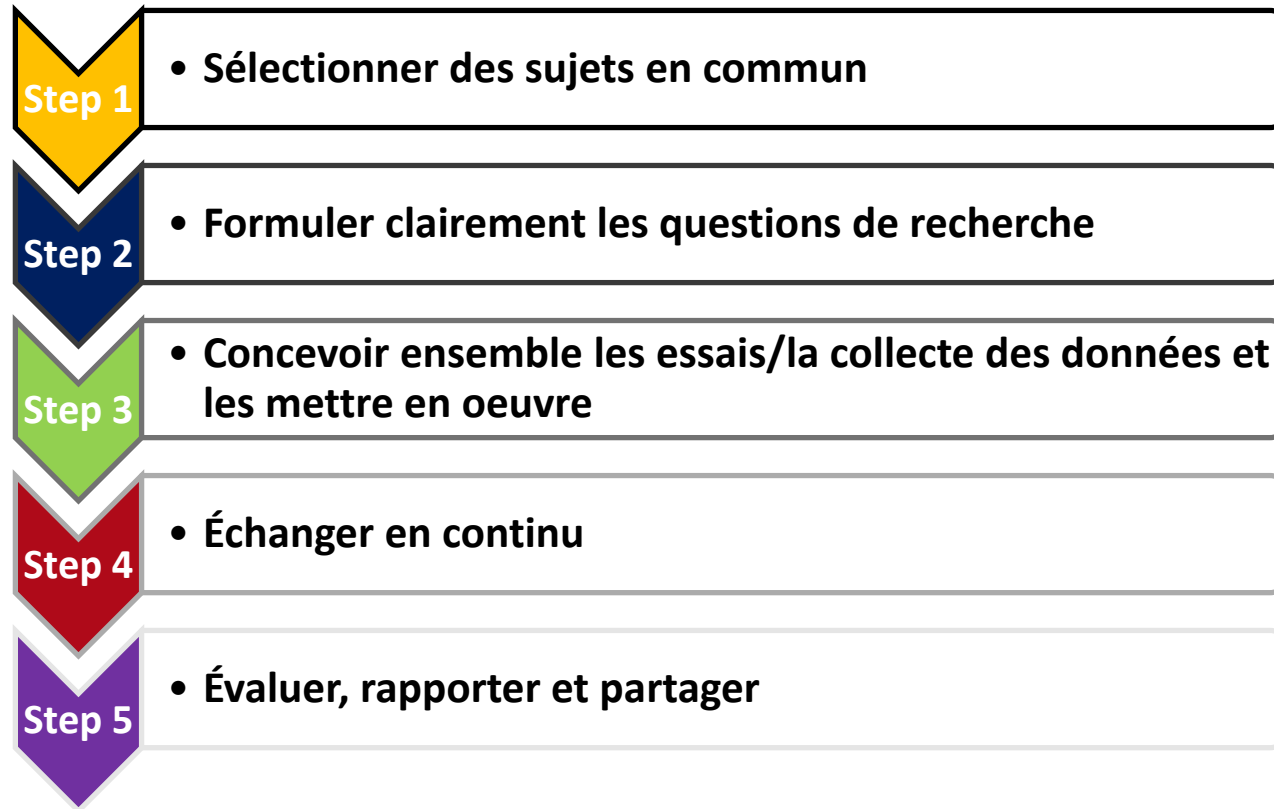 Step 1
• Sélectionner des sujets en commun
Step 2
• Formuler clairement les questions de recherche
Step 3
• Concevoir ensemble les essais/la collecte des données et
les mettre en oeuvre
Step 4
• Échanger en continu
Step 5
• Évaluer, rapporter et partager